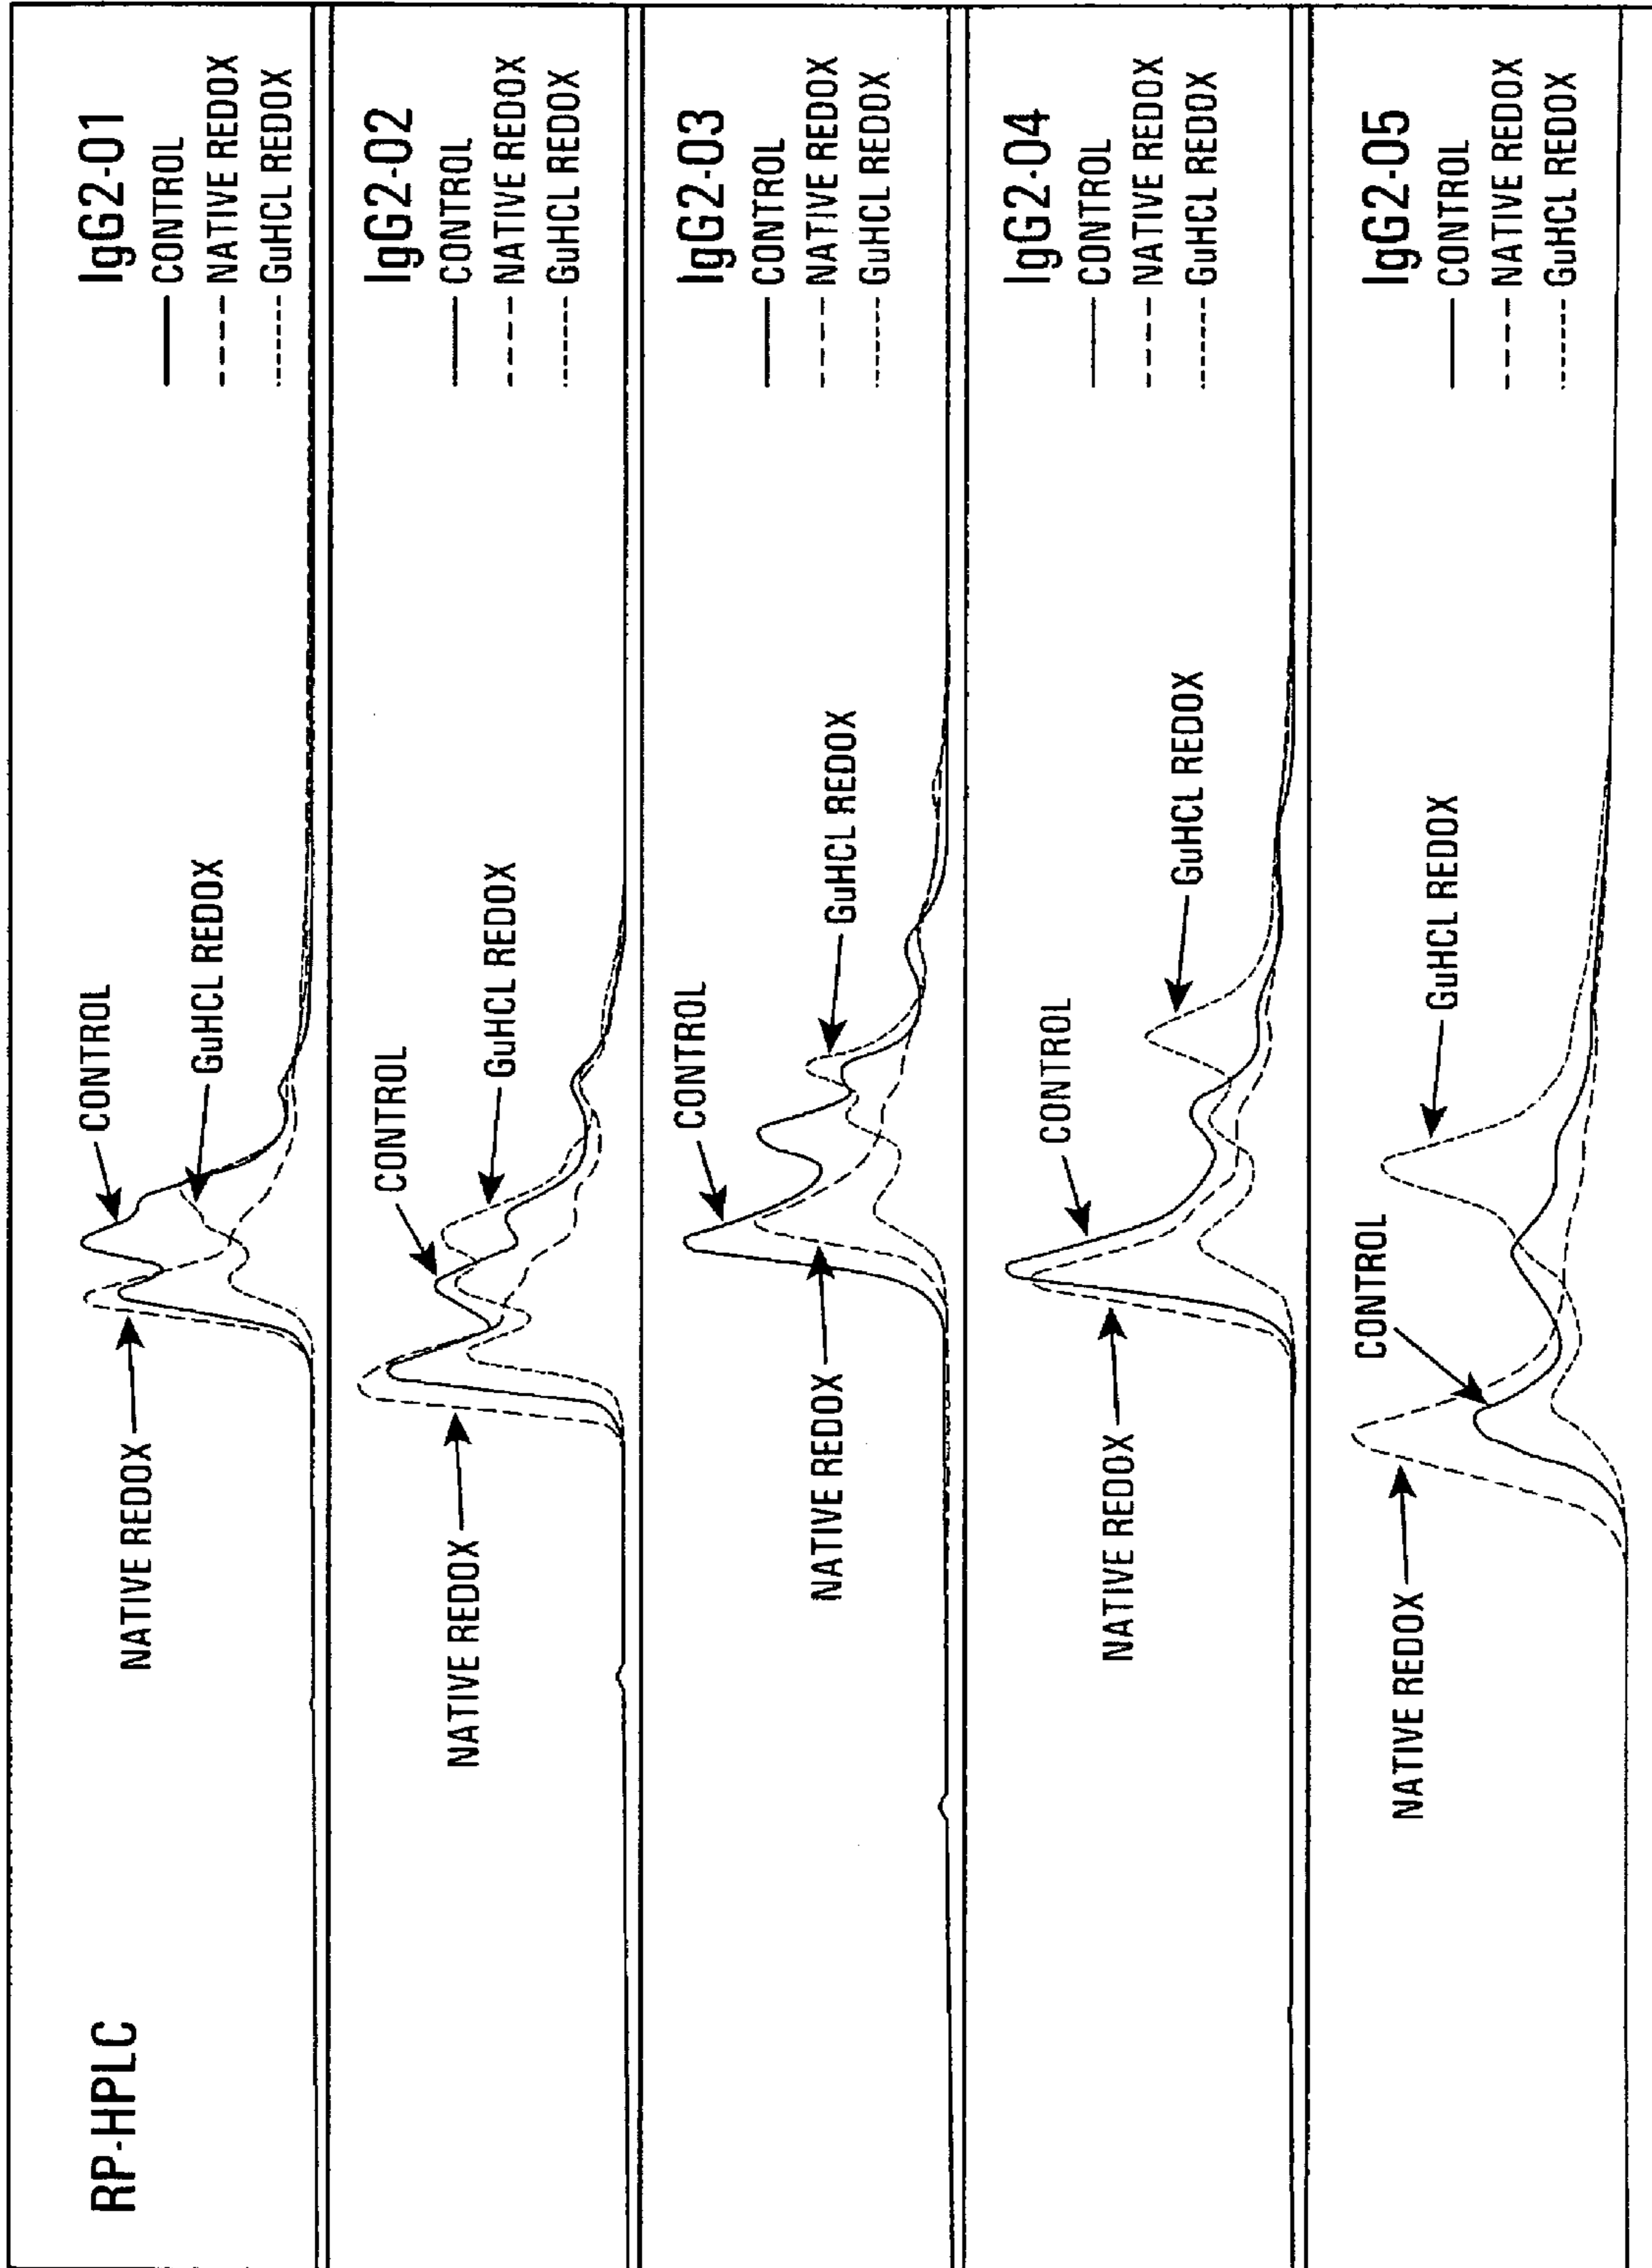 RP-HPLC
IgG2-01
CONTROL
NATIVE REDOX
GuHCL REDOX
CONTROL
GuHCL REDOX
NATIVE REDOX
IgG2-02
CONTROL
NATIVE REDOX
GuHCL REDOX
CONTROL
GuHCL REDOX
NATIVE REDOX
IgG2-03
CONTROL
NATIVE REDOX
GuHCL REDOX
CONTROL
GuHCL REDOX
NATIVE REDOX
IgG2-04
CONTROL
NATIVE REDOX
GuHCL REDOX
CONTROL
GuHCL REDOX
NATIVE REDOX
IgG2-05
CONTROL
NATIVE REDOX
GuHCL REDOX
CONTROL
GuHCL REDOX
NATIVE REDOX